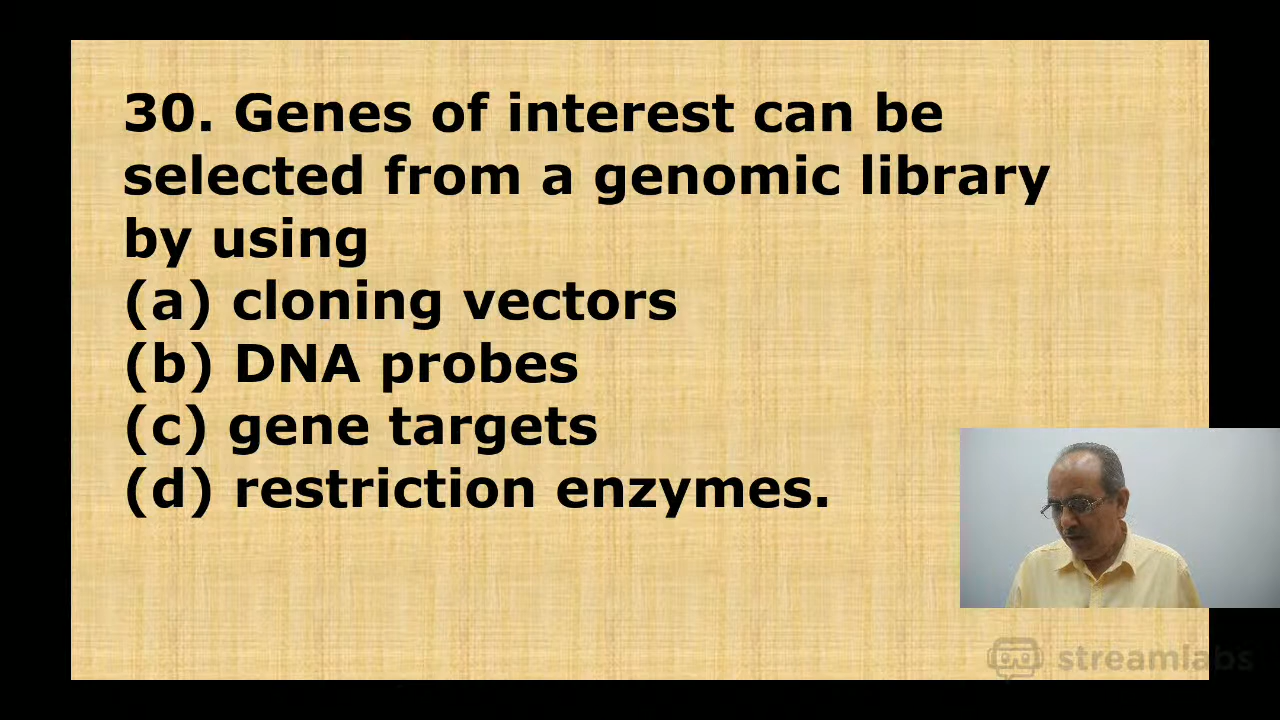 30. Genes of interest can be
selected from a genomic library
by using
(a) cloning vectors
(b) DNA probes
(c) gene targets
(d) restriction enzymes.
streamlabs